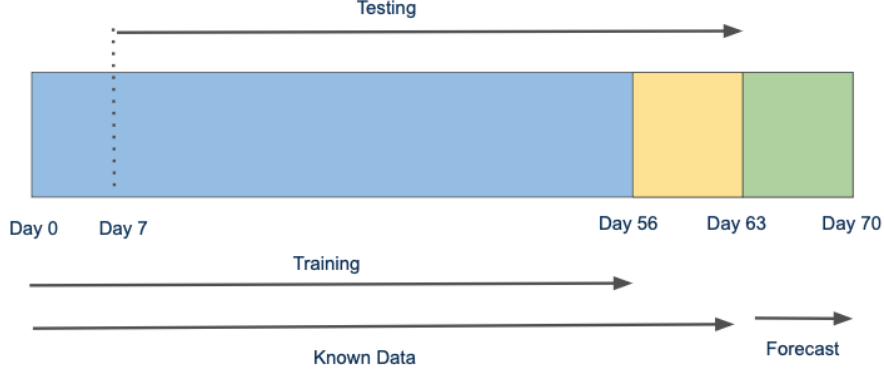 Testing
Day 0
Day 7
Day 56
Day 63
Day 70
Training
Known Data
Forecast